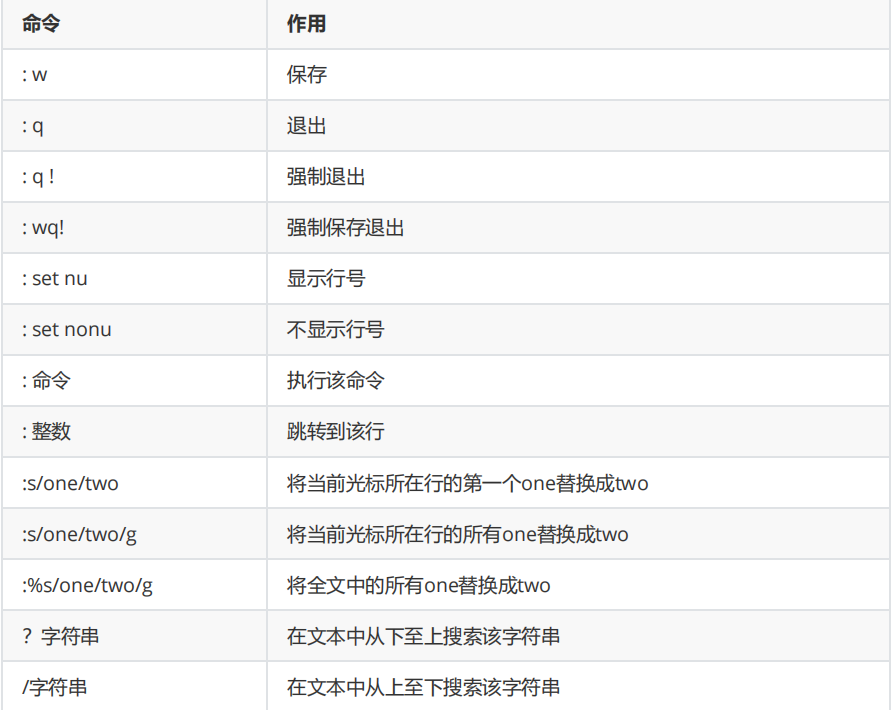 命令 作用
: w 保存
: q 退出
: q ! 强制退出
: wq! 强制保存退出
: set nu 显示行号
: set nonu 不显示行号
: 命令 执行该命令
: 整数 跳转到该行
:s/one/two 将当前光标所在行的第一个one替换成two
:s/one/two/g 将当前光标所在行的所有one替换成two
:%s/one/two/g 将全文中的所有one替换成two
？字符串 在文本中从下至上搜索该字符串
/字符串 在文本中从上至下搜索该字符串